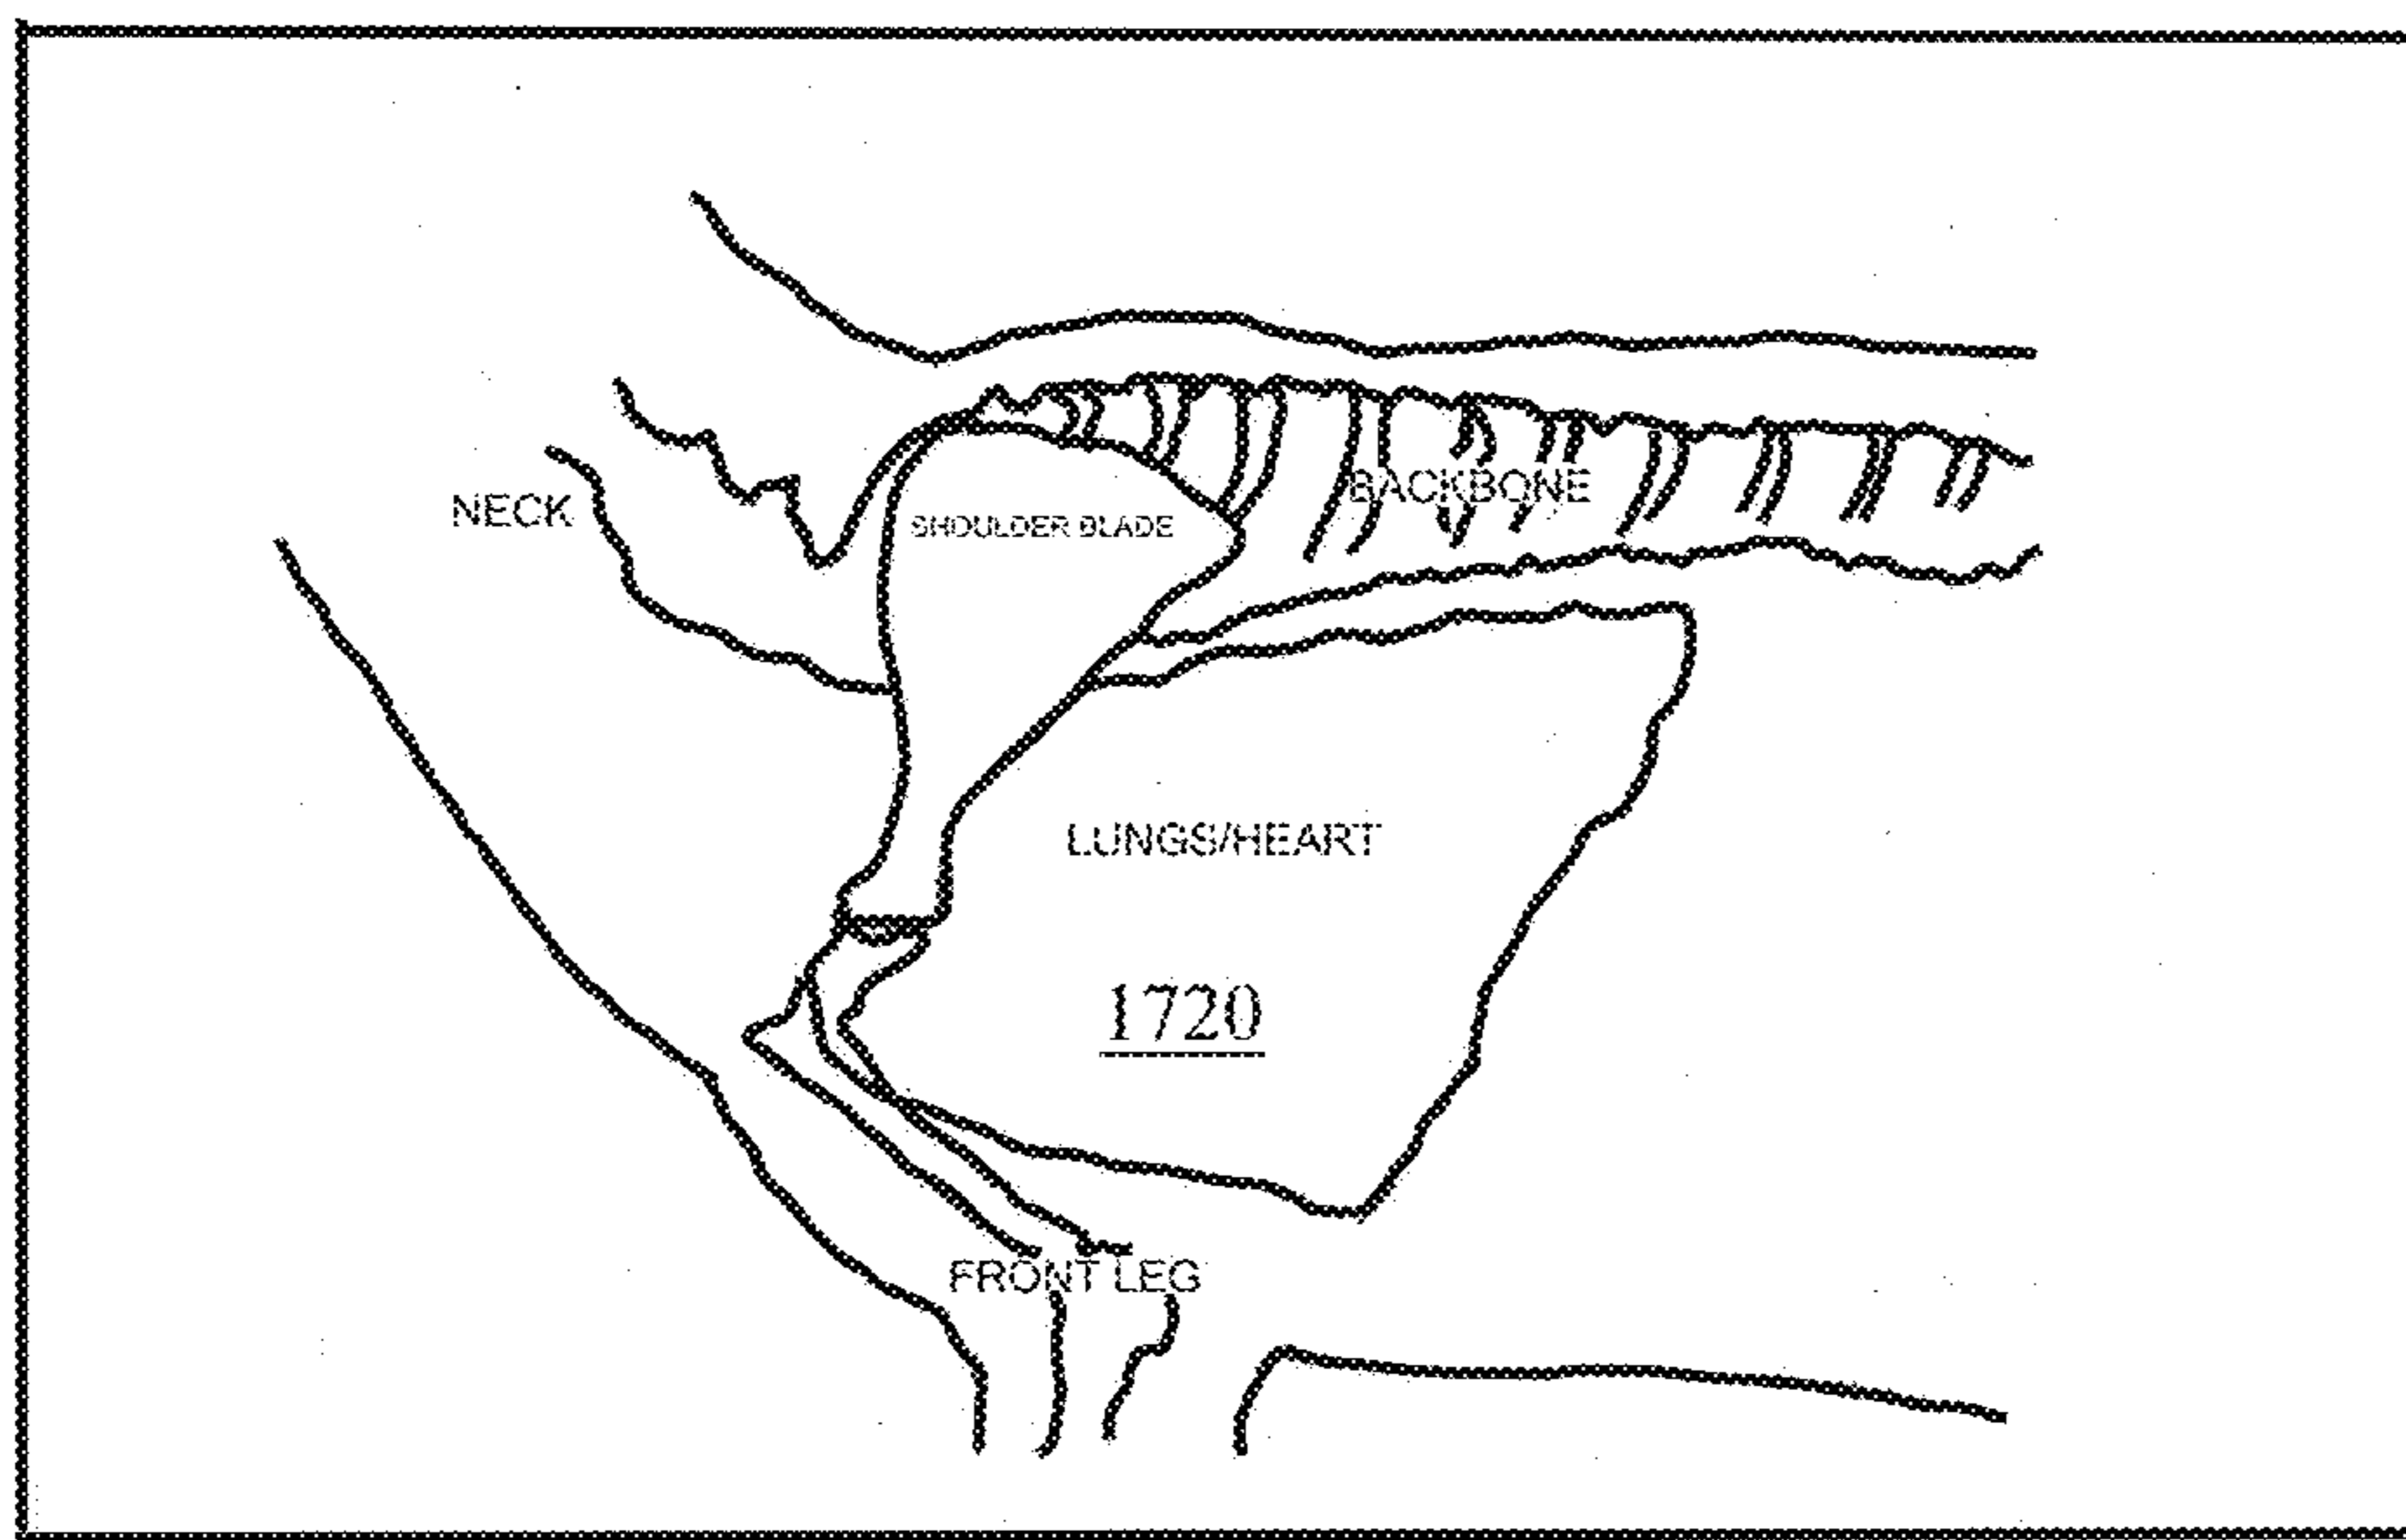 BACKBONE
NECK
SHOULDER BLADE
LUNGS/HEART
1720
FRONT LEG